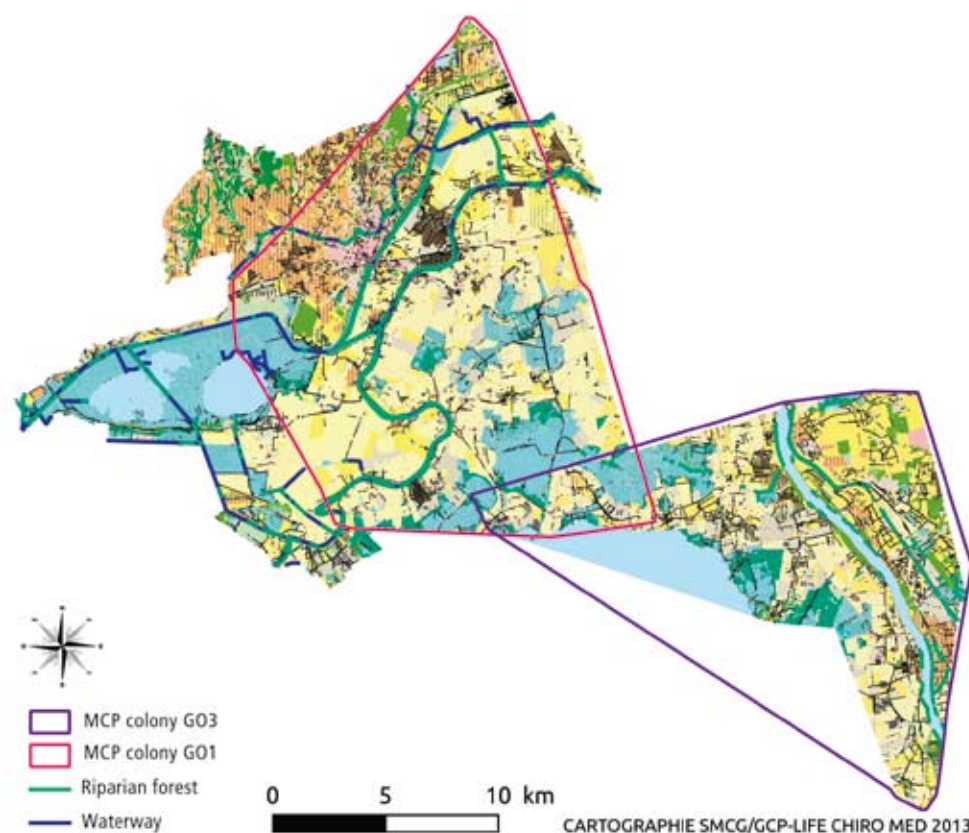 MCP colony GO3
MCP colony GO1
Riparian forest
Waterway
0 5 10 km
CARTOGRAPHIE SMCG/GCP-LIFE CHIRO MED 2013